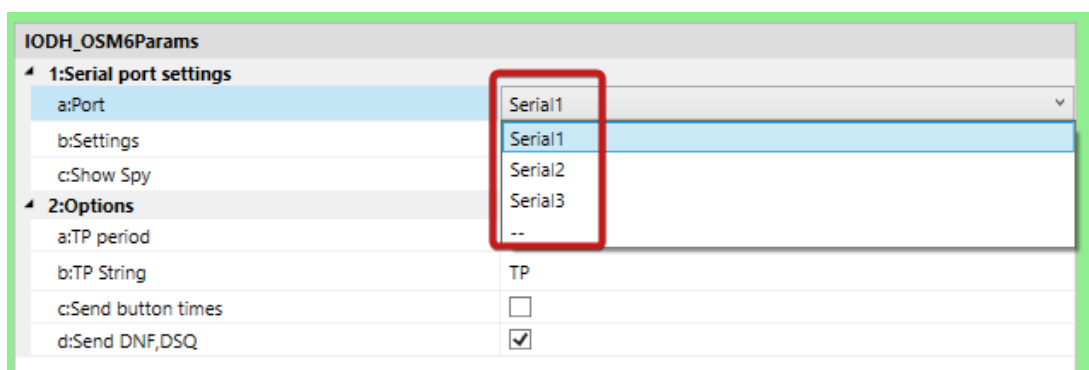 IODH_OSM6Params
1:Serial port settings
a:Port Serial1
b:Settings Serial1
c:Show Spy Serial2
Serial3
2:Options
a:TP period --
b:TP String TP
c:Send button times
d:Send DNF,DSQ